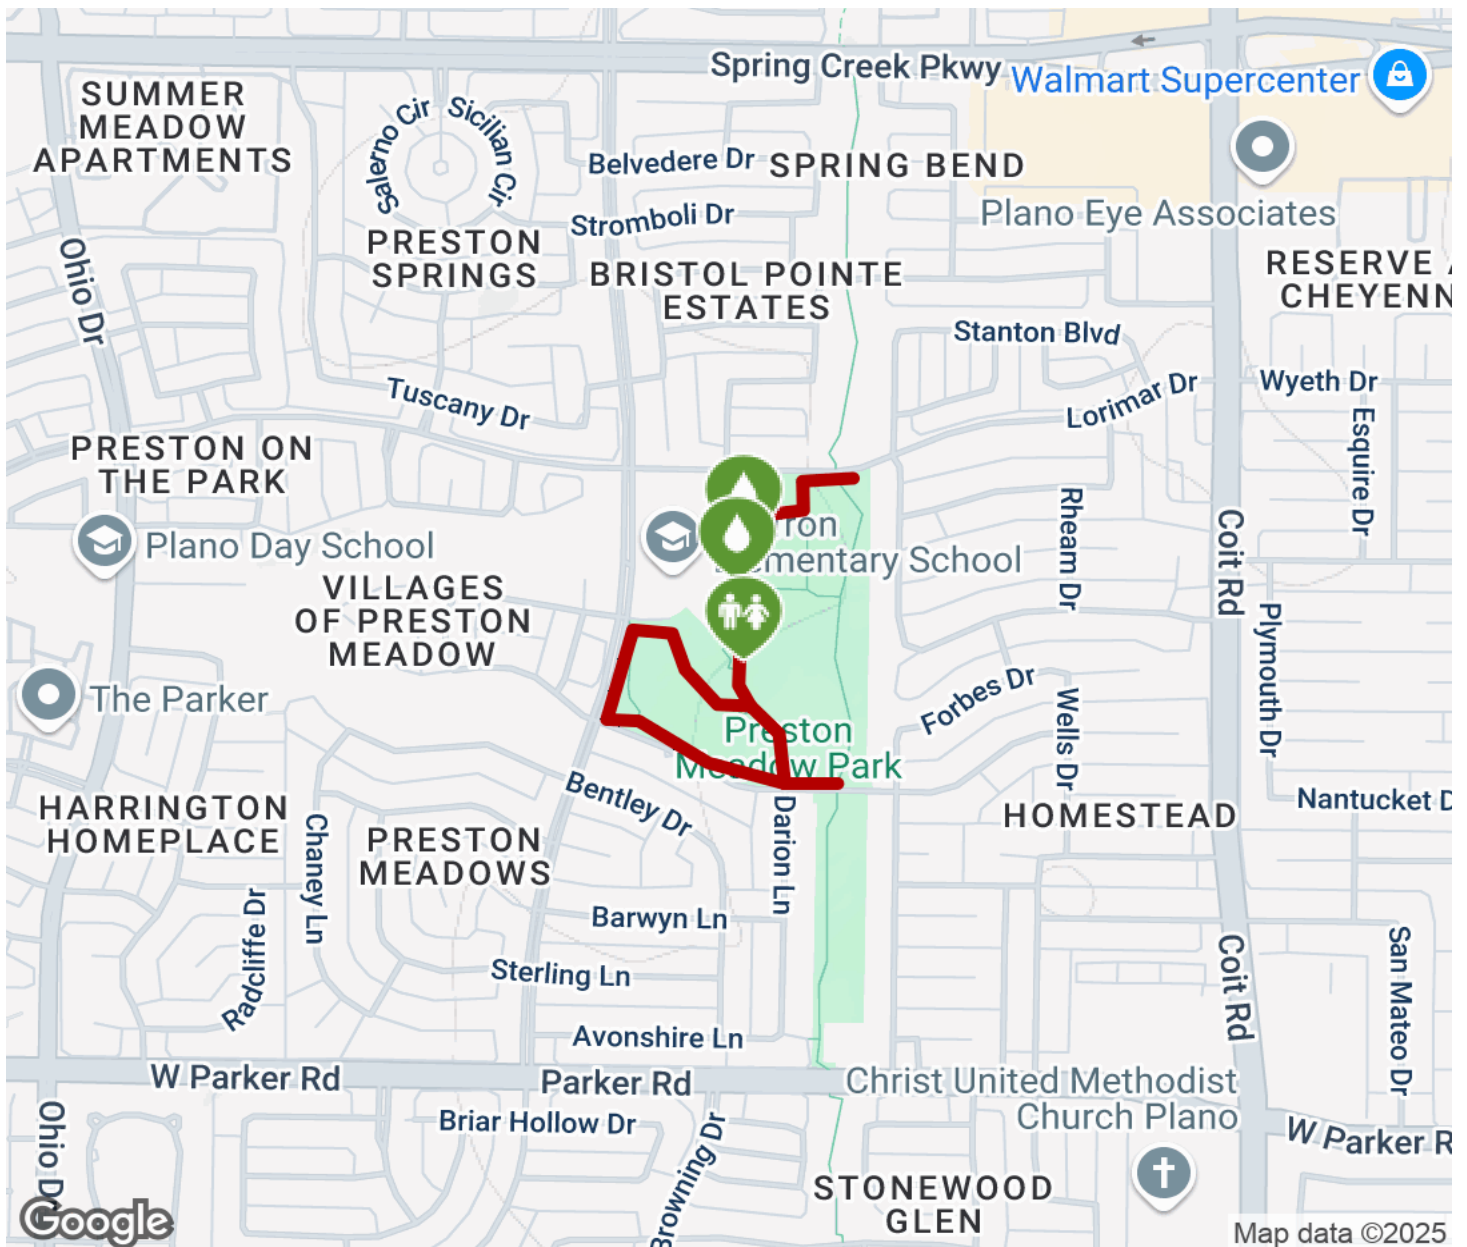 Spring Creek Pkwy
Walmart Supercenter
SUMMER
MEADOW
APARTMENTS
Salerno Cir
Sicilian Cir
Belvedere Dr
SPRING BEND
Plano Eye Associates
Stromboli Dr
PRESTON
SPRINGS
BRISTOL POINTE
ESTATES
Ohio Dr
RESERVE
CHEYENN
Stanton Blvd
Tuscany Dr
Lorimar Dr
Wyeth Dr
Esquire Dr
PRESTON ON
THE PARK
Rheam Dr
Coit Rd
Plano Day School
ron
ementary School
VILLAGES
OF PRESTON
MEADOW
Plymouth Dr
The Parker
Forbes Dr
Wells Dr
Preston
Meadow Park
Bentley Dr
Darion Ln
Nantucket D
HARRINGTON
HOMEPLACE
Chaney Ln
PRESTON
MEADOWS
HOMESTEAD
Radcliffe Dr
Barwyn Ln
Sterling Ln
Coit Rd
San Mateo Dr
Avonshire Ln
W Parker Rd
Parker Rd
Christ United Methodist
Church Plano
Ohio Dr
Briar Hollow Dr
Browning Dr
W Parker R
STONEWOOD
GLEN
Google
Map data ©2025